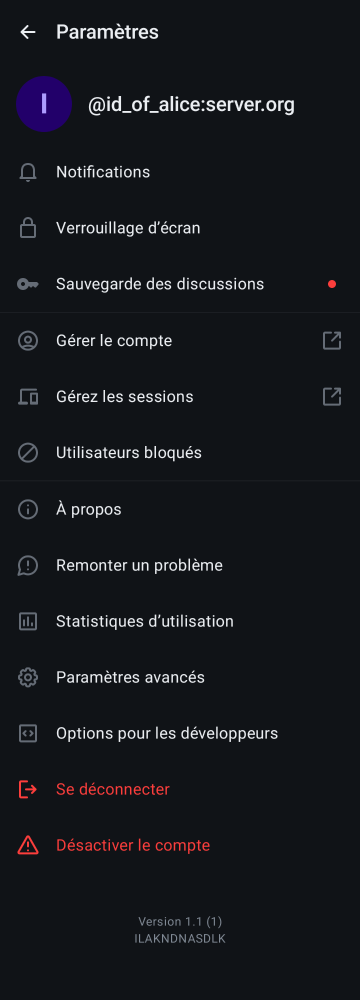 Paramètres
I
@id_of_alice:server.org
Notifications
Verrouillage d’écran
Sauvegarde des discussions
Gérer le compte
Gérez les sessions
Utilisateurs bloqués
À propos
Remonter un problème
Statistiques d’utilisation
Paramètres avancés
Options pour les développeurs
Se déconnecter
Désactiver le compte
Version 1.1 (1)
ILAKNDNASDLK